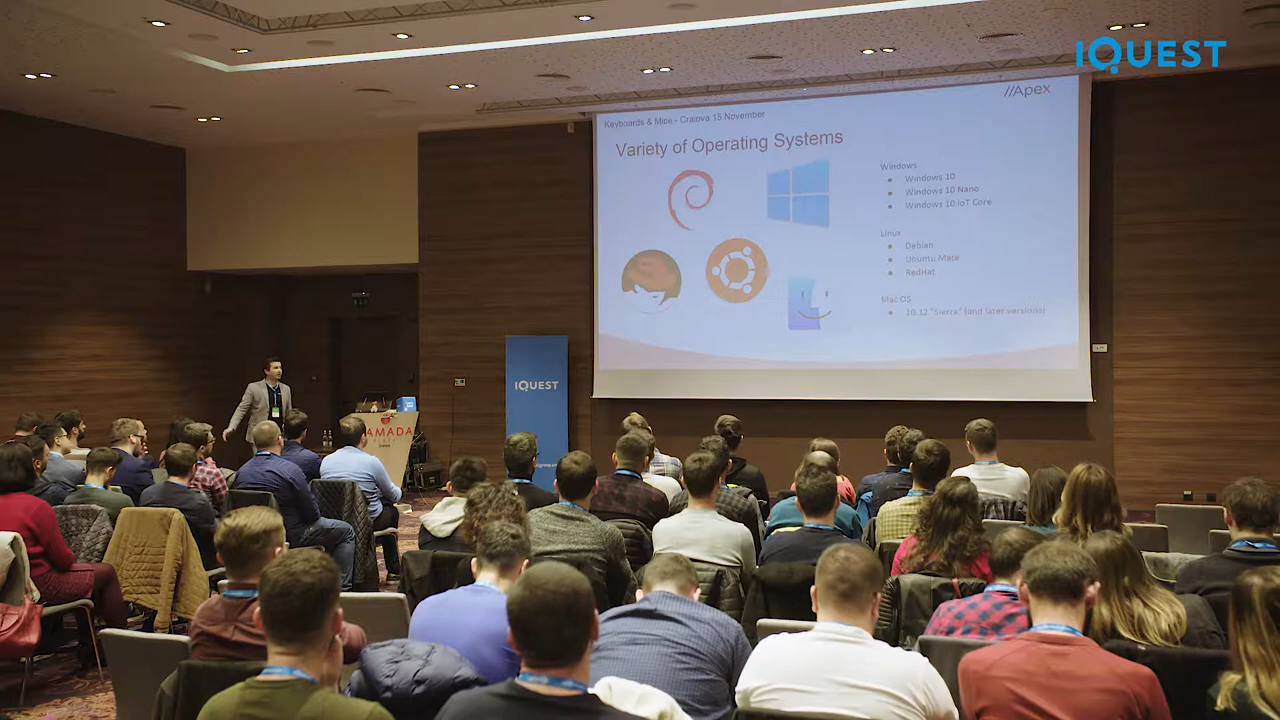 IQUEST
//Apex
Keyboards & Mice - Craiova 15 November
Variety of Operating Systems
Windows
Windows 10
Windows 10 Nano
Windows 10 IoT Core
Linux
Debian
Ubuntu Mate
RedHat
Mac OS
10.12 "Sierra" (and later versions)
IQUEST
AMADA